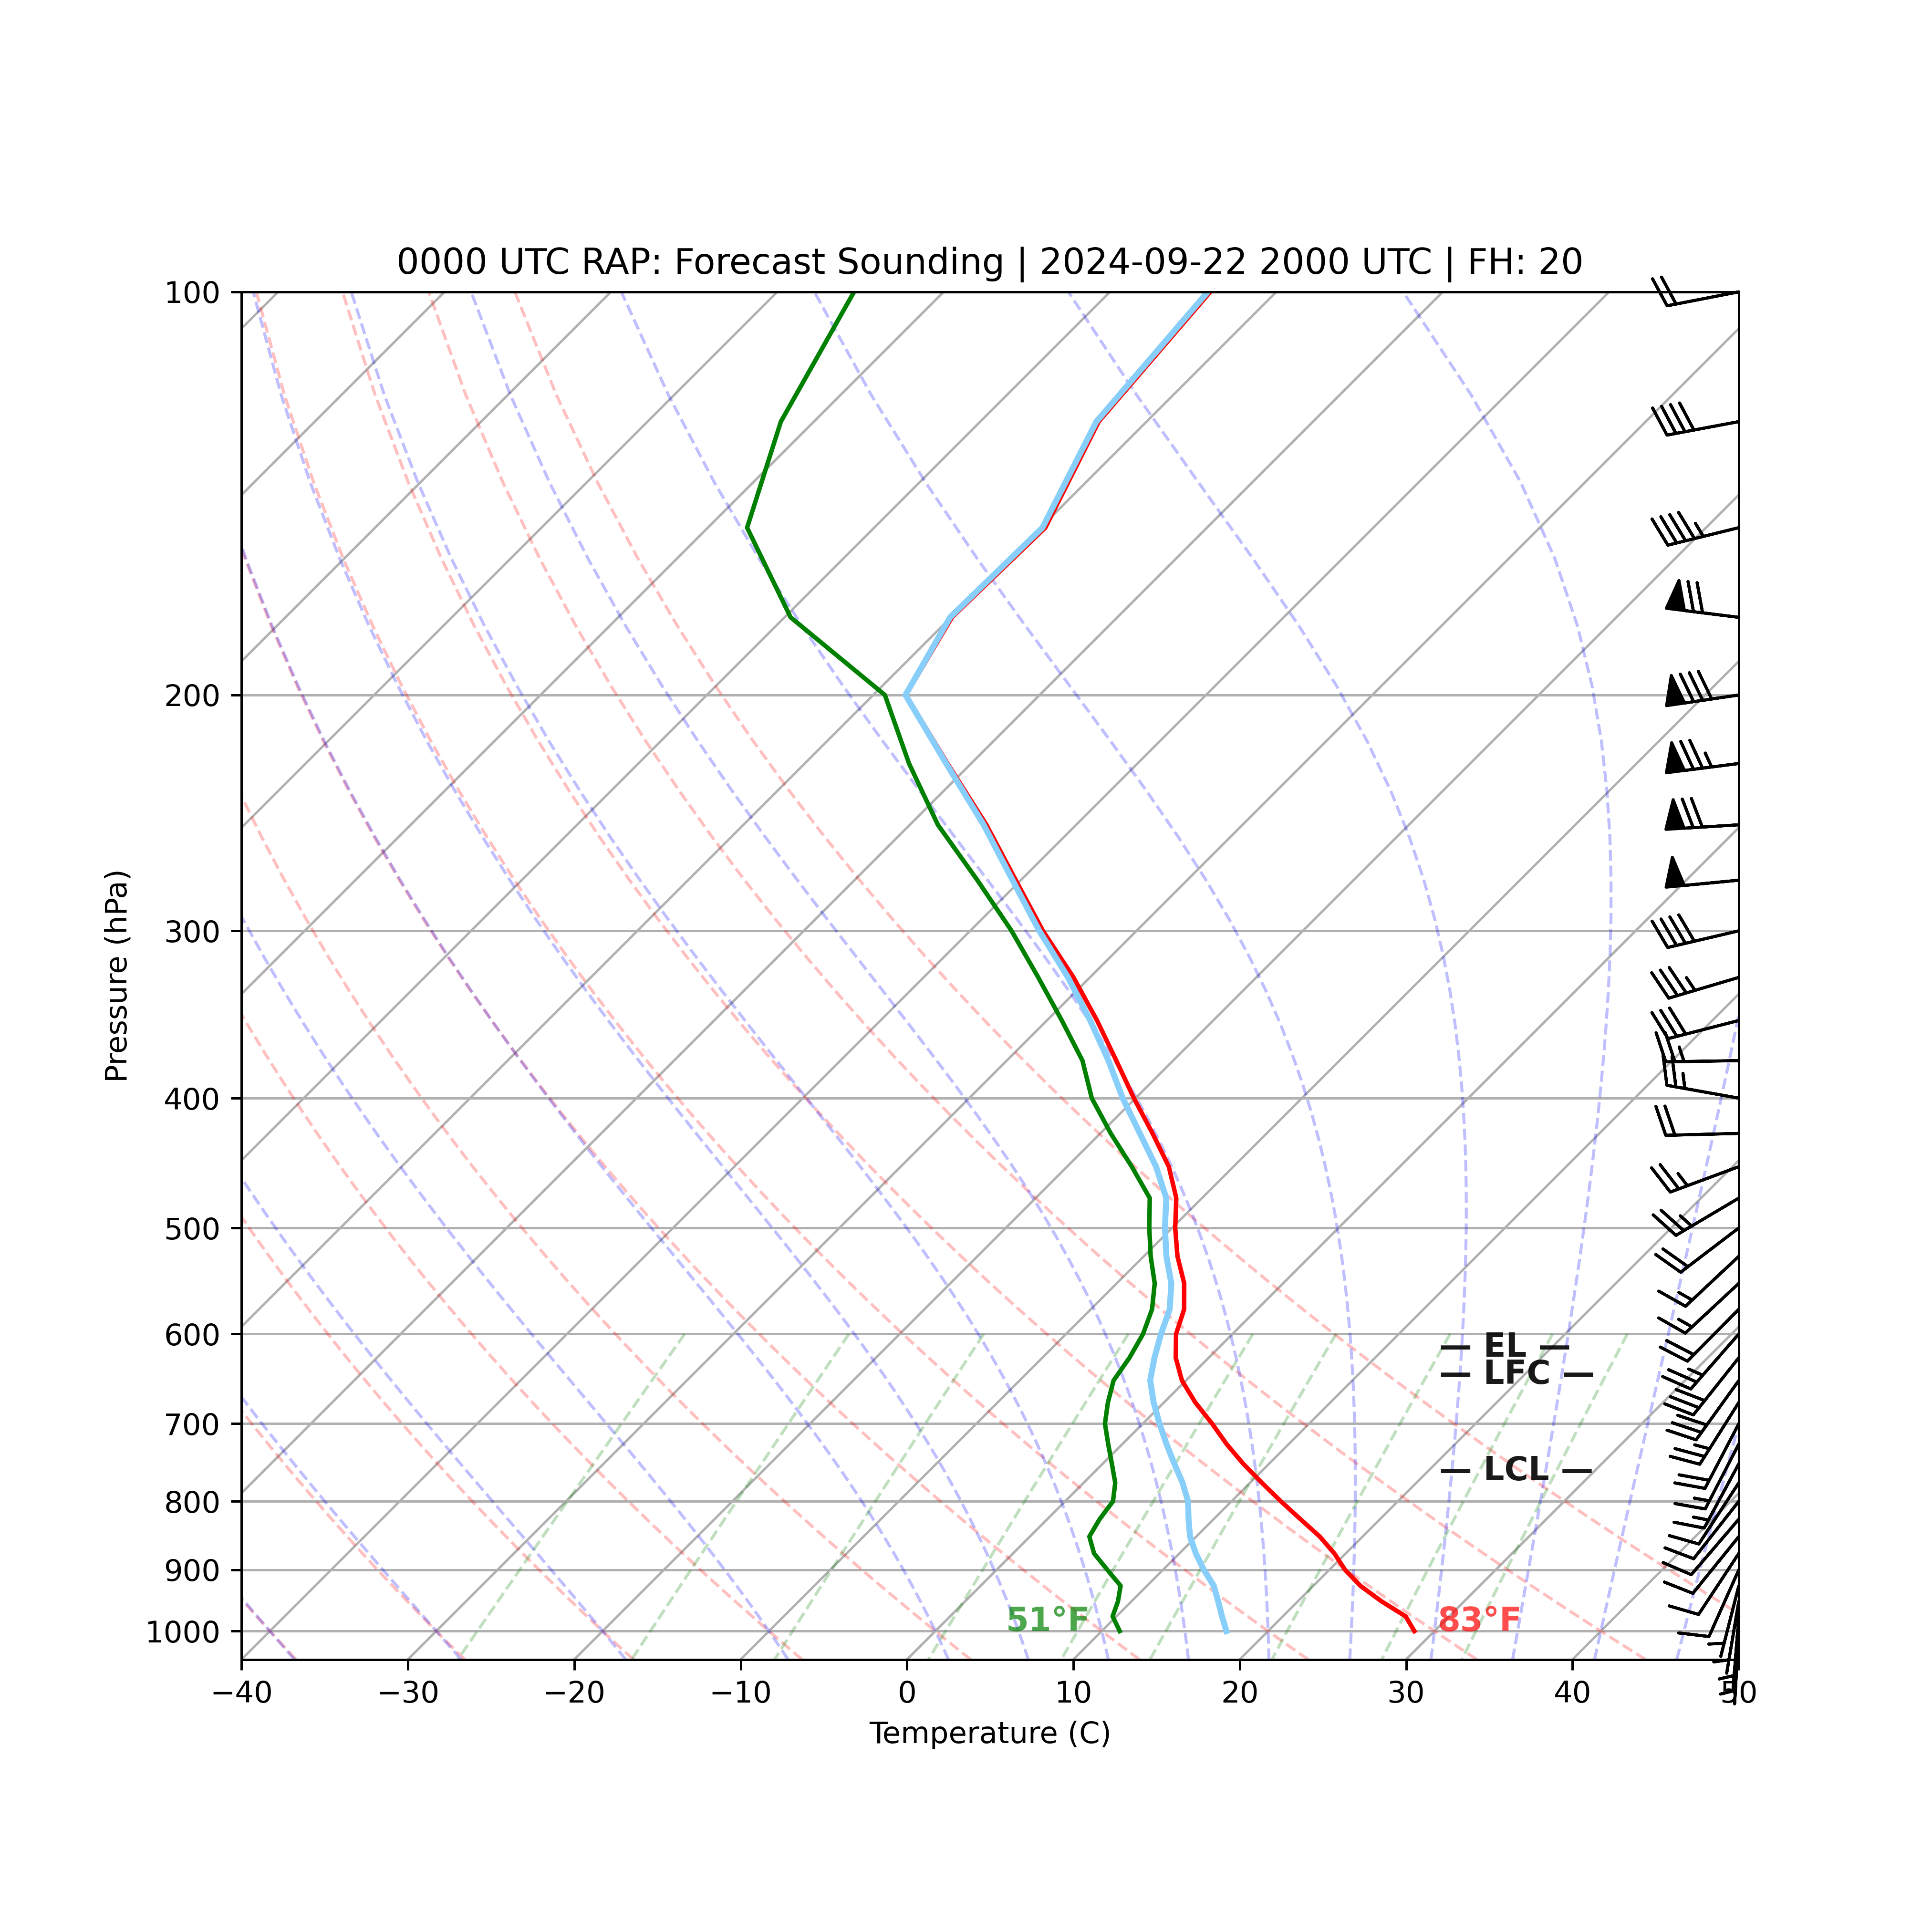 0000 UTC RAP: Forecast Sounding | 2024-09-22 2000 UTC | FH: 20
100
200
300
400
500
600
700
800
900
1000
Pressure (hPa)
— EL —
— LFC —
— LCL —
51°F
83°F
−40
−30
−20
−10
0
10
20
30
40
50
Temperature (C)